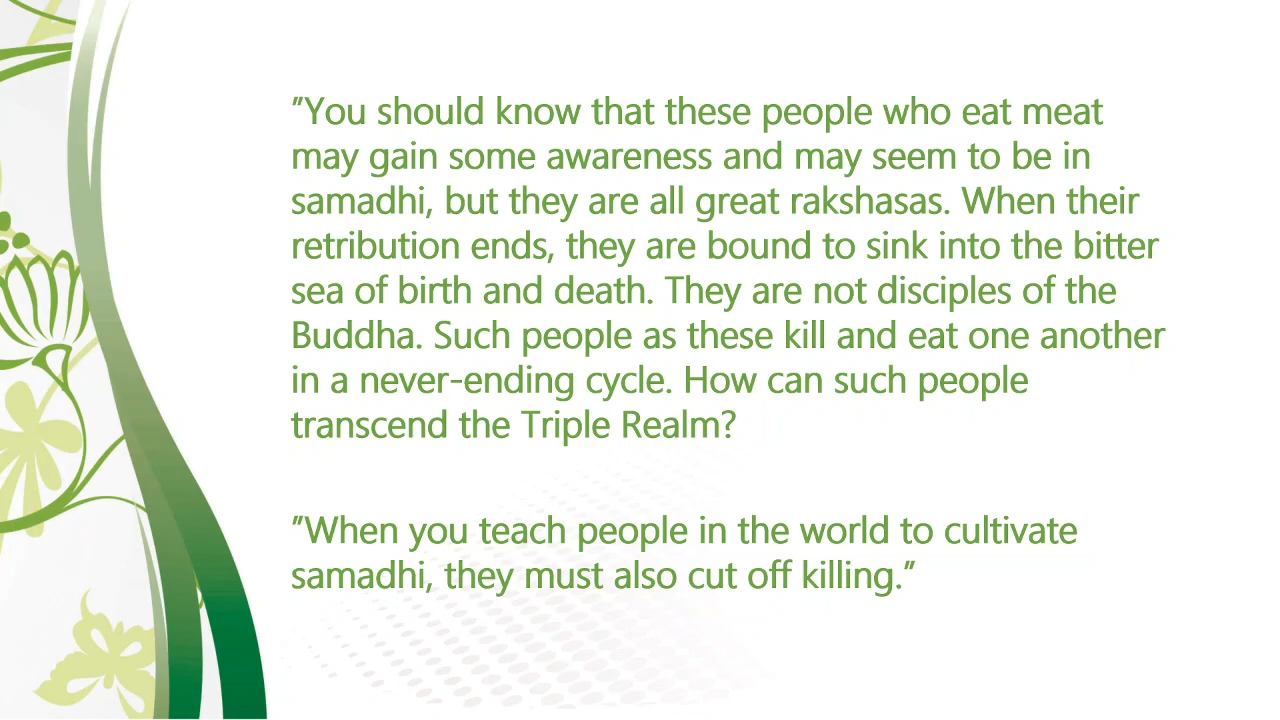 "You should know that these people who eat meat
may gain some awareness and may seem to be in
samadhi, but they are all great rakshasas. When their
retribution ends, they are bound to sink into the bitter
sea of birth and death. They are not disciples of the
Buddha. Such people as these kill and eat one another
in a never-ending cycle. How can such people
transcend the Triple Realm?
"When you teach people in the world to cultivate
samadhi, they must also cut off killing."